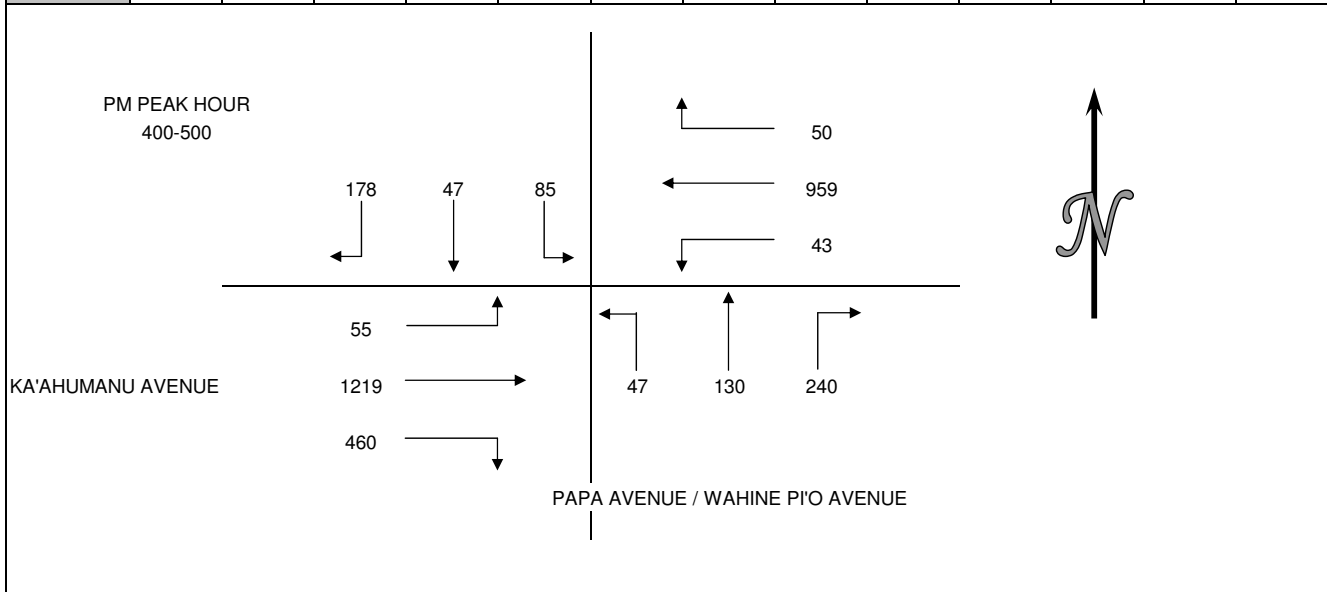 PM PEAK HOUR
400-500
50
178 47 85 959
43
55
KA'AHUMANU AVENUE 1219 47 130 240
460
PAPA AVENUE / WAHINE PI'O AVENUE
N